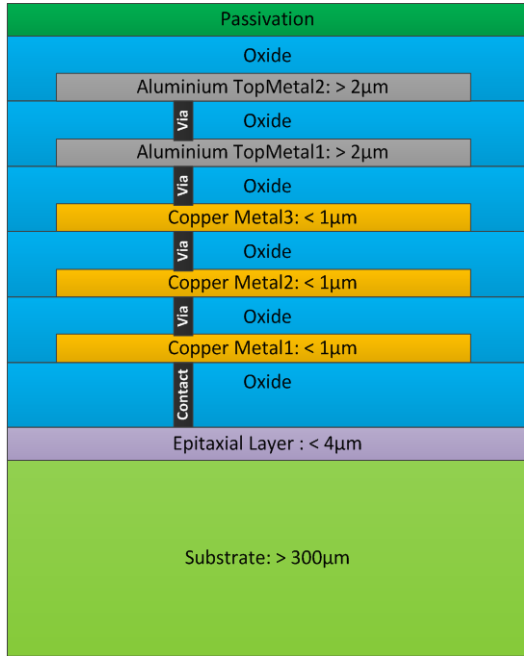 Passivation
Oxide
Aluminium TopMetal2: > 2µm
Via
Oxide
Aluminium TopMetal1: > 2µm
Via
Oxide
Copper Metal3: < 1µm
Via
Oxide
Copper Metal2: < 1µm
Via
Oxide
Copper Metal1: < 1µm
Contact
Oxide
Epitaxial Layer : < 4µm
Substrate: > 300µm